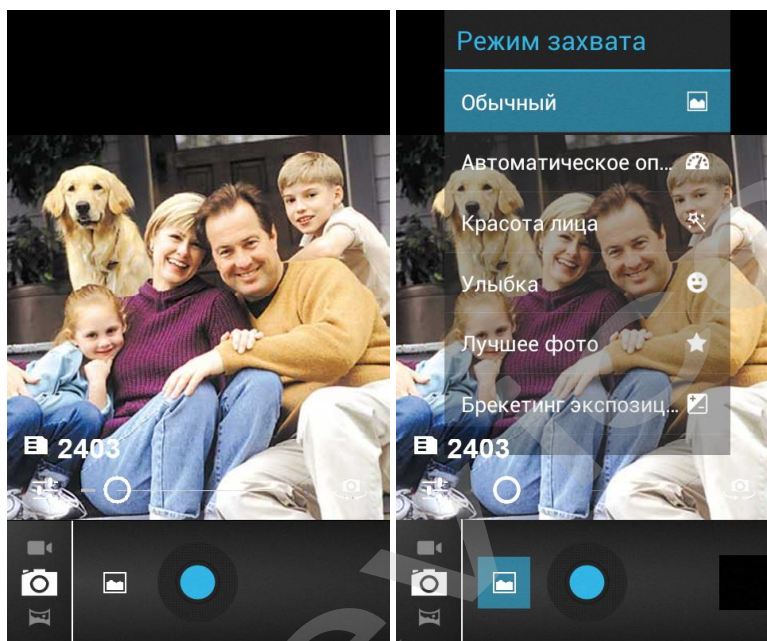 2403
Режим захвата
Обычный
Автоматическое оп...
Красота лица
Улыбка
Лучшее фото
Брекетинг экспозиц...
2403